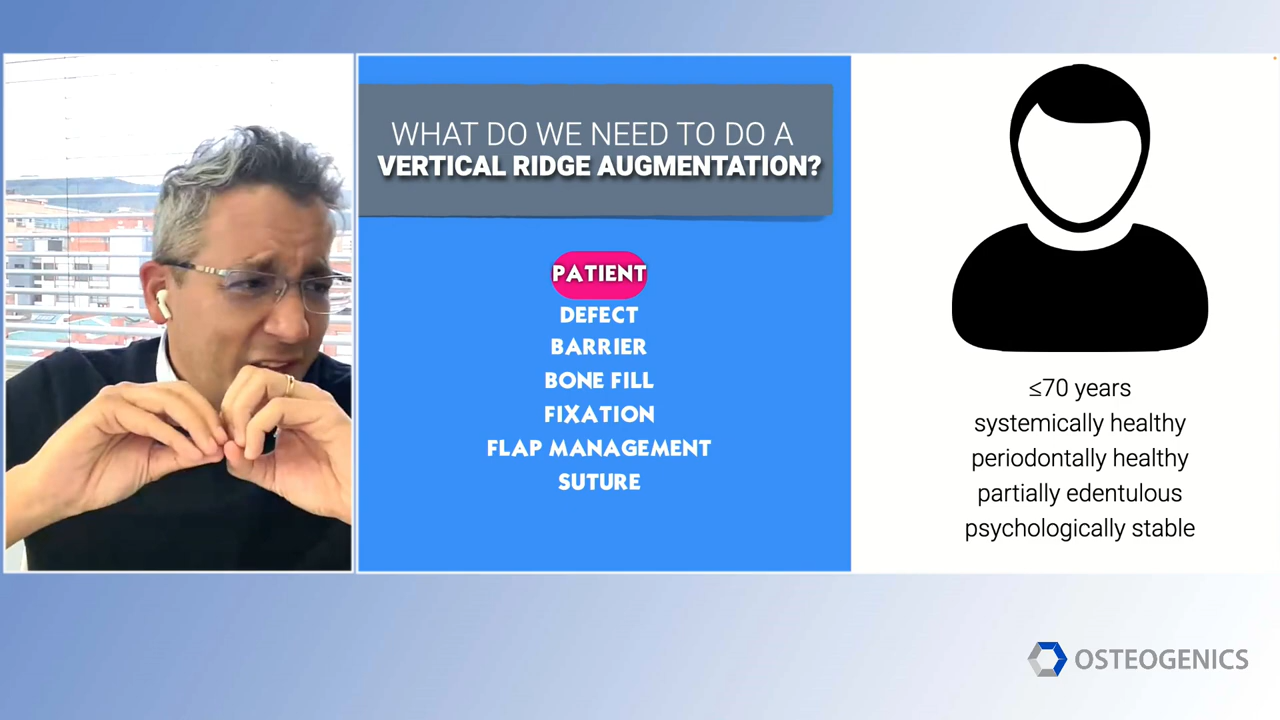 WHAT DO WE NEED TO DO A
VERTICAL RIDGE AUGMENTATION?
PATIENT
DEFECT
BARRIER
BONE FILL
FIXATION
FLAP MANAGEMENT
SUTURE
≤70 years
systemically healthy
periodontally healthy
partially edentulous
psychologically stable
OSTEOGENICS